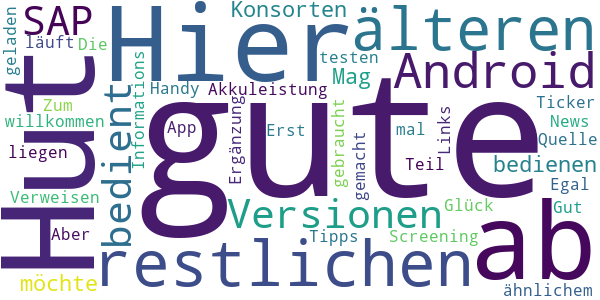 geladen
SAP
läuft
Die
Hier
Konsorten
älteren
testen
Mag
Android
Hut
bedient
Informations
Handy
Akkuleistung
Zum
willkommen
App
gute
Ergänzung
Erst
gebraucht
gemacht
mal
Links
Ticker
News
Quelle
liegen
Teil
bedienen
Verweisen
Egal
Aber
Versionen
Glück
Gut
ab
restlichen
Tipps
Screening
möchte
ähnlichem